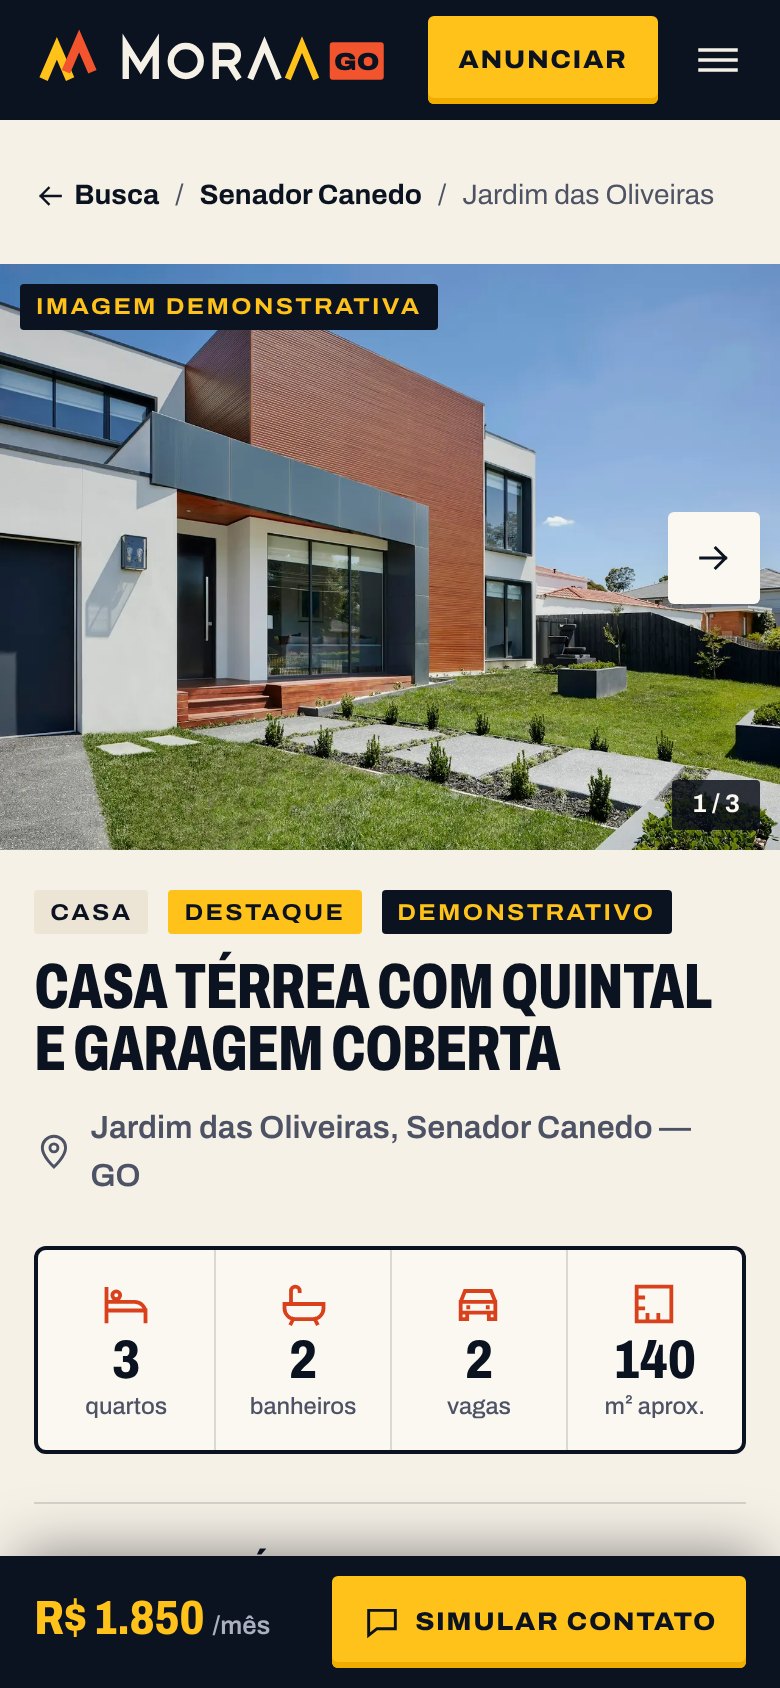 MORAA GO
ANUNCIAR
← Busca / Senador Canedo / Jardim das Oliveiras
IMAGEM DEMONSTRATIVA
→
1 / 3
CASA DESTAQUE DEMONSTRATIVO
CASA TÉRREA COM QUINTAL
E GARAGEM COBERTA
Jardim das Oliveiras, Senador Canedo —
GO
3 2 2 140
quartos banheiros vagas m² aprox.
R$ 1.850 /mês
SIMULAR CONTATO